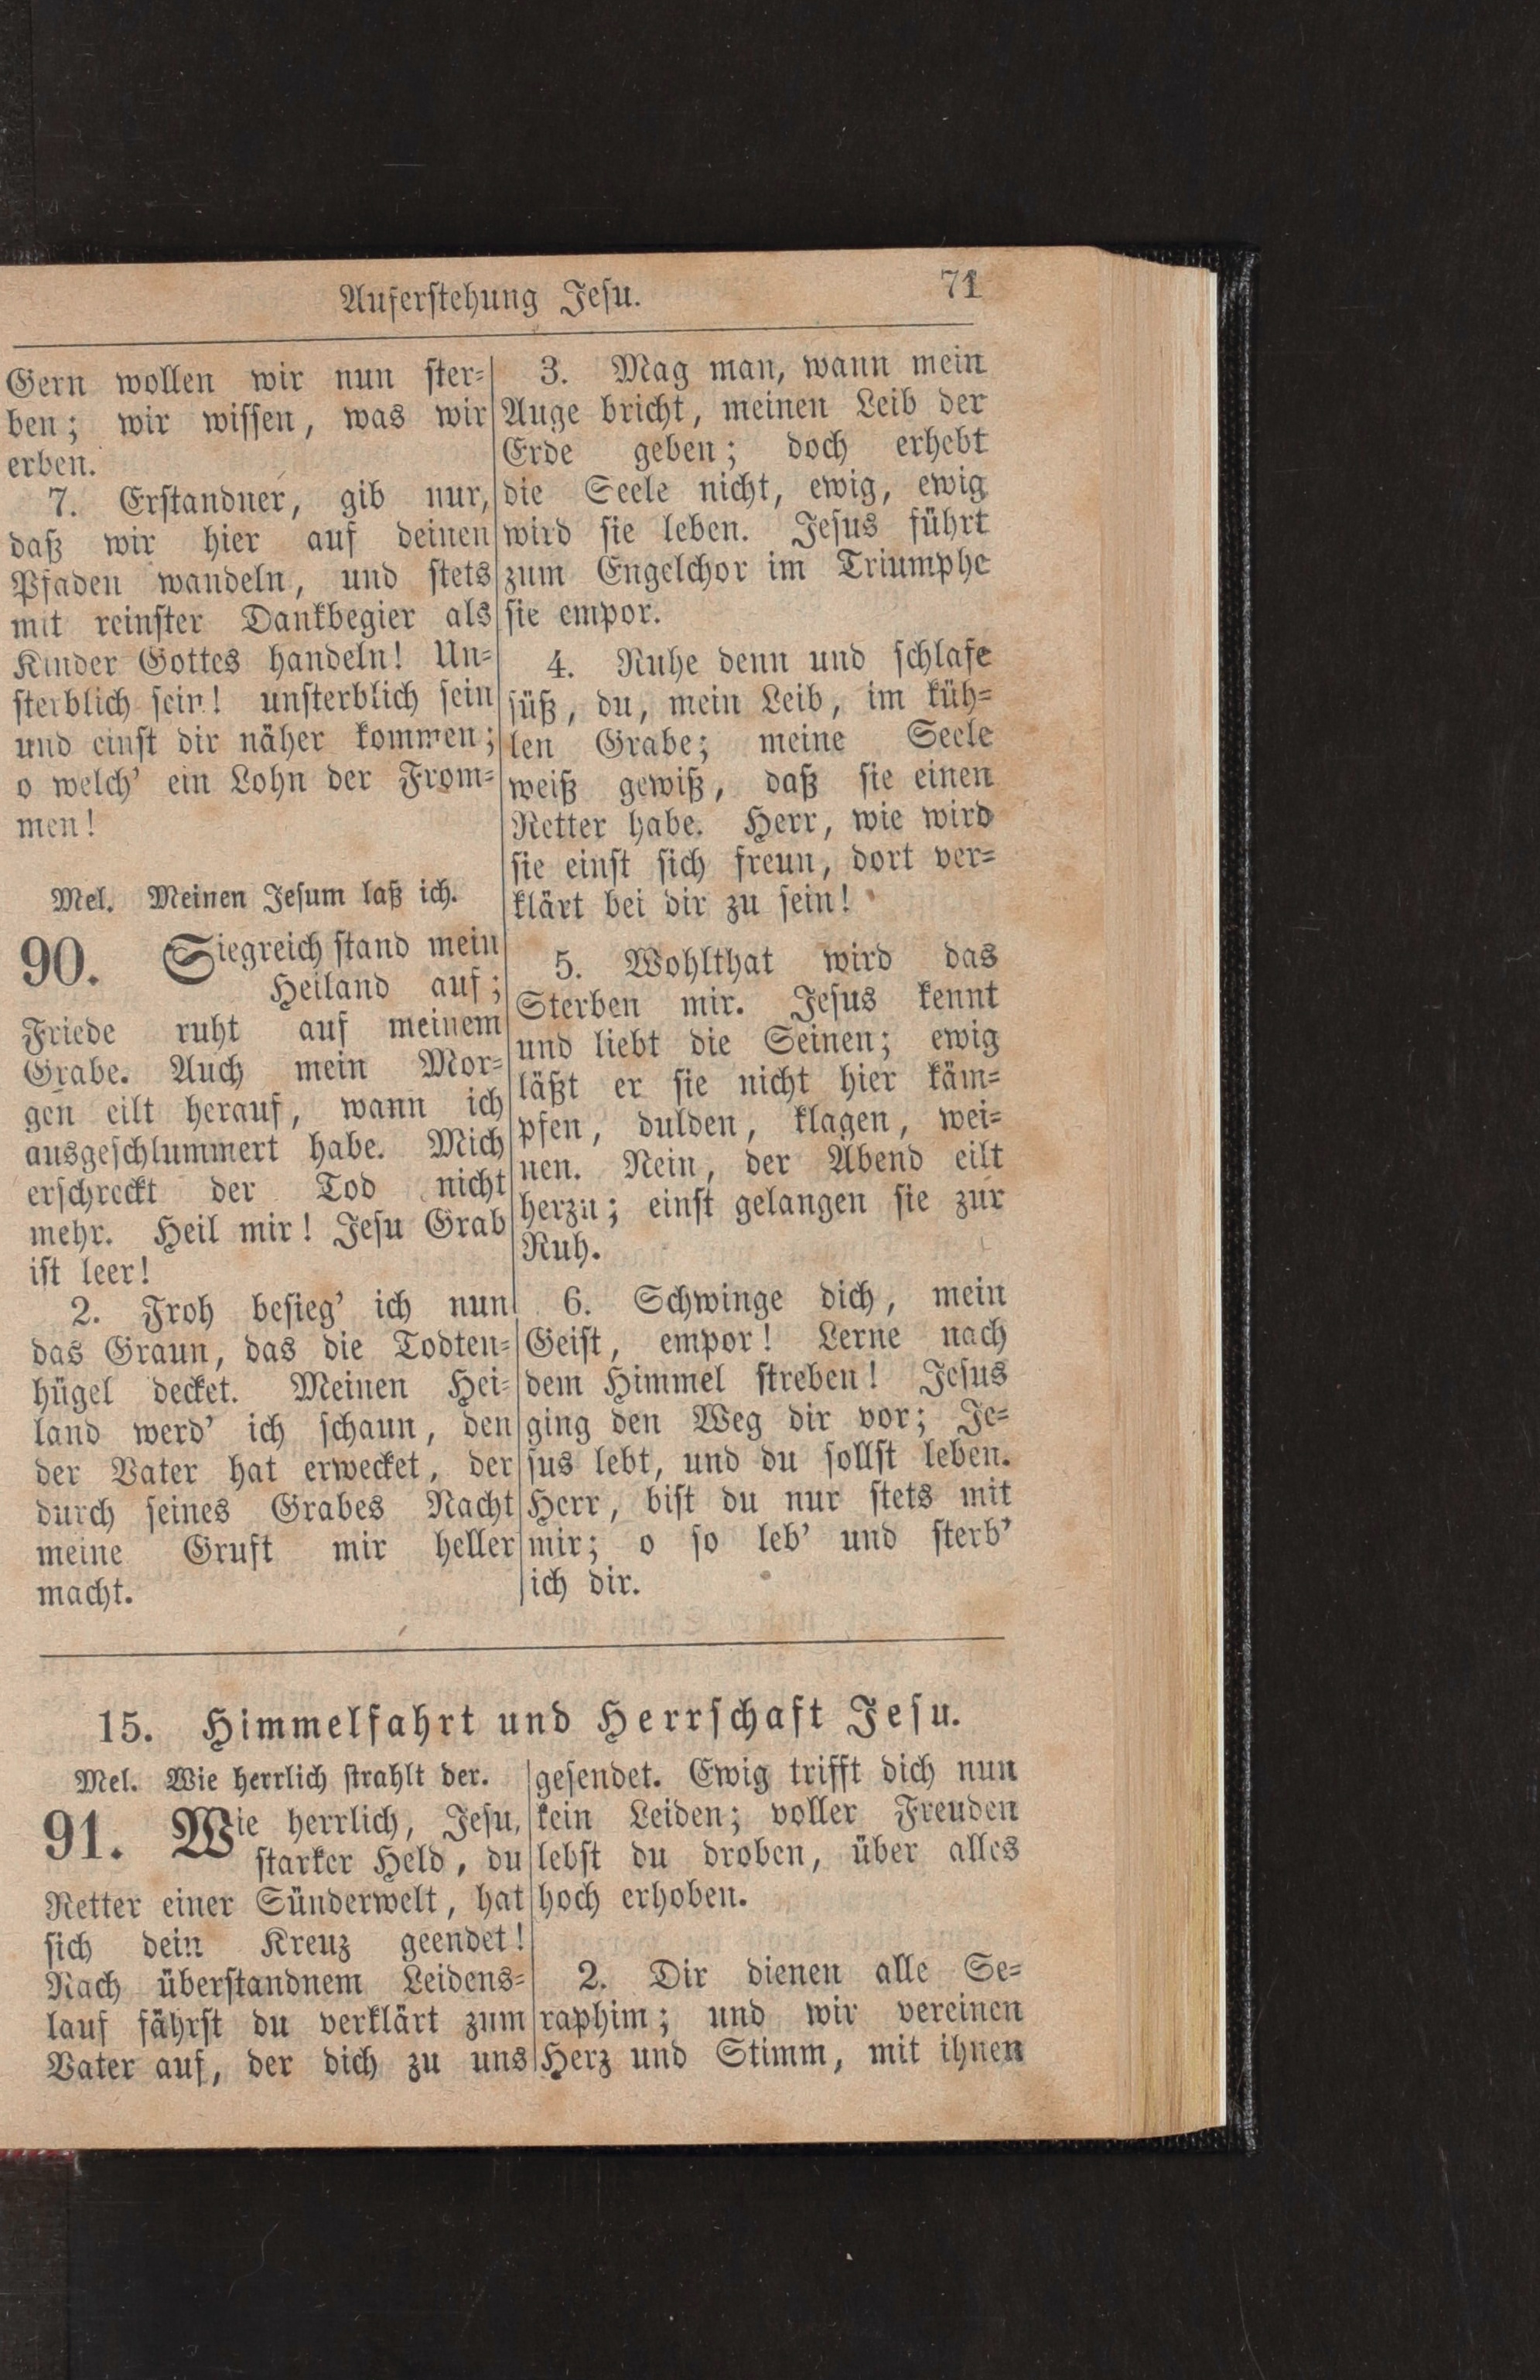 Auferstehung Jesu.
71
Gern wollen wir nun ster-
ben; wir wissen, was wir
erben.
7. Erstandner, gib nur,
daß wir hier auf deinen
Pfaden wandeln, und stets
mit reinster Dankbegier als
Kinder Gottes handeln! Un-
sterblich sein! unsterblich sein
und einst dir näher kommen;
o welch' ein Lohn der From-
men!
Mel. Meinen Jesum laß ich.
90. Siegreich stand mein
Heiland auf;
Friede ruht auf meinem
Grabe. Auch mein Mor-
gen eilt herauf, wann ich
ausgeschlummert habe. Mich
erschreckt der Tod nicht
mehr. Heil mir! Jesu Grab
ist leer!
2. Froh besieg' ich nun
das Graun, das die Todten-
hügel decket. Meinen Hei-
land werd' ich schaun, den
der Vater hat erwecket, der
durch seines Grabes Nacht
meine Gruft mir heller
macht.
3. Mag man, wann mein
Auge bricht, meinen Leib der
Erde geben; doch erhebt
die Seele nicht, ewig, ewig
wird sie leben. Jesus führt
zum Engelchor im Triumphe
sie empor.
4. Ruhe denn und schlafe
süß, du, mein Leib, im küh-
len Grabe; meine Seele
weiß gewiß, daß sie einen
Retter habe. Herr, wie wird
sie einst sich freun, dort ver-
klärt bei dir zu sein!
5. Wohlthat wird das
Sterben mir. Jesus kennt
und liebt die Seinen; ewig
läßt er sie nicht hier käm-
pfen, dulden, klagen, wei-
nen. Nein, der Abend eilt
herzu; einst gelangen sie zur
Ruh.
6. Schwinge dich, mein
Geist, empor! Lerne nach
dem Himmel streben! Jesus
ging den Weg dir vor; Je-
sus lebt, und du sollst leben.
Herr, bist du nur stets mit
mir; o so leb' und sterb'
ich dir.
15. Himmelfahrt und Herrschaft Jesu.
Mel. Wie herrlich strahlt der.
91. Wie herrlich, Jesu,
starker Held, du
Retter einer Sünderwelt, hat
sich dein Kreuz geendet!
Nach überstandnem Leidens-
lauf fährst du verklärt zum
Vater auf, der dich zu uns
gesendet. Ewig trifft dich nun
kein Leiden; voller Freuden
lebst du droben, über alles
hoch erhoben.
2. Dir dienen alle Se-
raphim; und wir vereinen
Herz und Stimm, mit ihnen